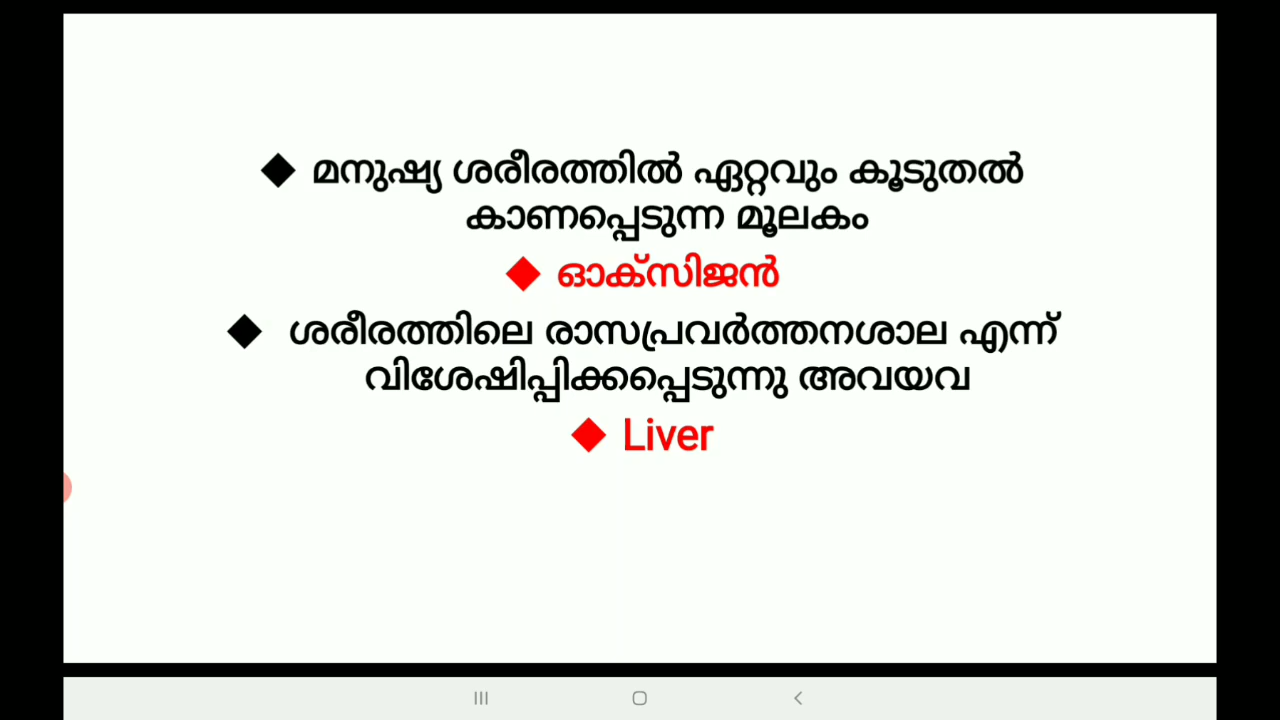 ◆ മനുഷ്യ ശരീരത്തിൽ ഏറ്റവും കൂടുതൽ
കാണപ്പെടുന്ന മൂലകം
◆ ഓക്സിജൻ
◆ ശരീരത്തിലെ രാസപ്രവർത്തനശാല എന്ന്
വിശേഷിപ്പിക്കപ്പെടുന്നു അവയവ
◆ Liver